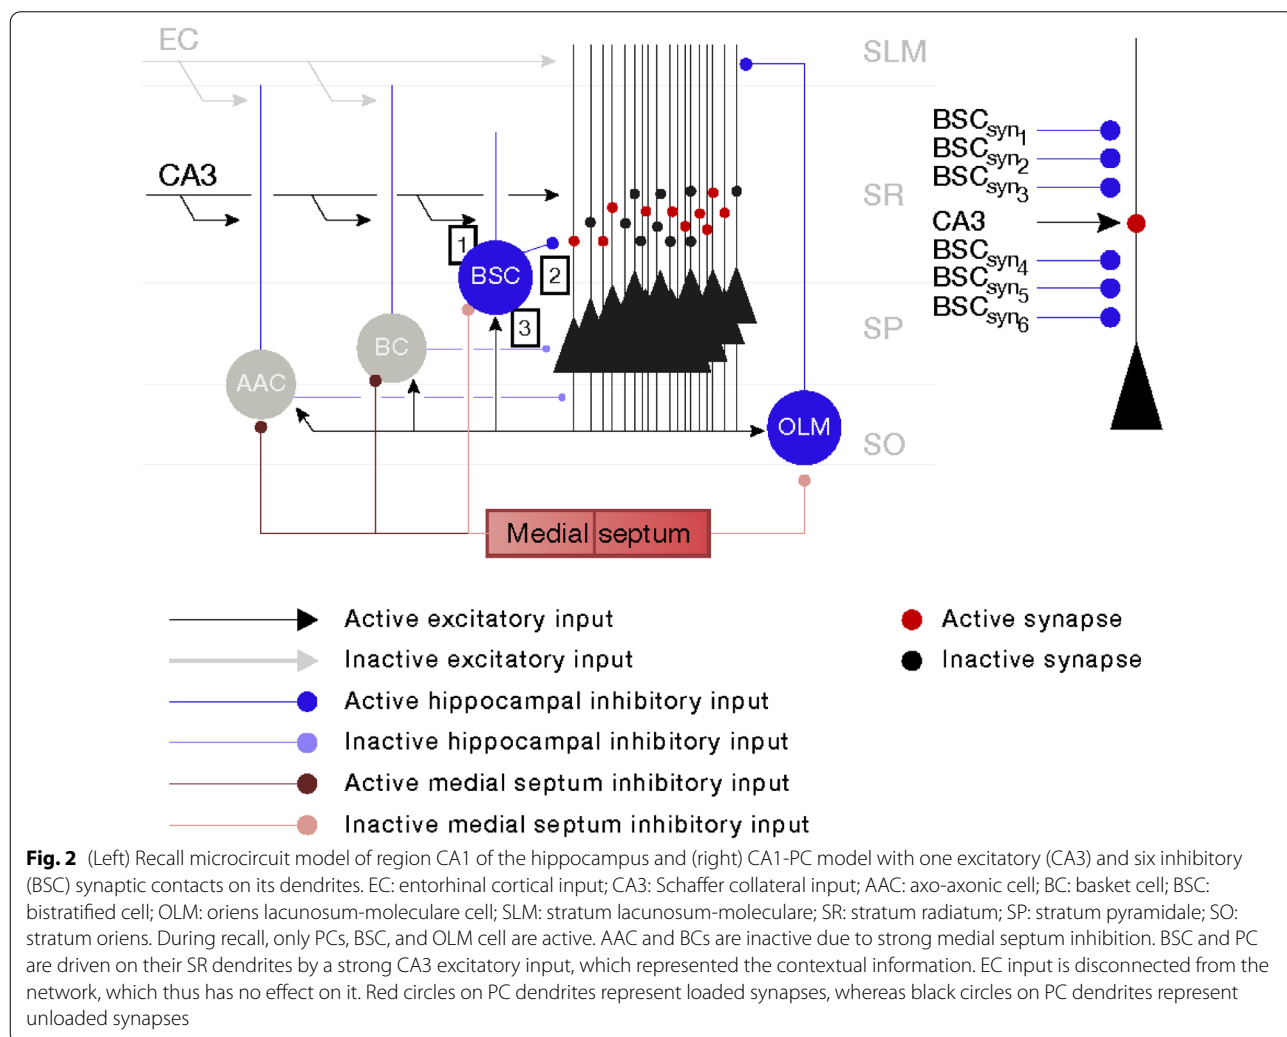 EC
SLM
CA3
SR
1
2
BSC
3
SP
BC
AAC
OLM
SO
Medial septum
BSCsyn1
BSCsyn2
BSCsyn3
CA3
BSCsyn4
BSCsyn5
BSCsyn6
Active excitatory input
Inactive excitatory input
Active hippocampal inhibitory input
Inactive hippocampal inhibitory input
Active medial septum inhibitory input
Inactive medial septum inhibitory input
Active synapse
Inactive synapse
Fig. 2 (Left) Recall microcircuit model of region CA1 of the hippocampus and (right) CA1-PC model with one excitatory (CA3) and six inhibitory
(BSC) synaptic contacts on its dendrites. EC: entorhinal cortical input; CA3: Schaffer collateral input; AAC: axo-axonic cell; BC: basket cell; BSC:
bistratified cell; OLM: oriens lacunosum-moleculare cell; SLM: stratum lacunosum-moleculare; SR: stratum radiatum; SP: stratum pyramidale; SO:
stratum oriens. During recall, only PCs, BSC, and OLM cell are active. AAC and BCs are inactive due to strong medial septum inhibition. BSC and PC
are driven on their SR dendrites by a strong CA3 excitatory input, which represented the contextual information. EC input is disconnected from the
network, which thus has no effect on it. Red circles on PC dendrites represent loaded synapses, whereas black circles on PC dendrites represent
unloaded synapses